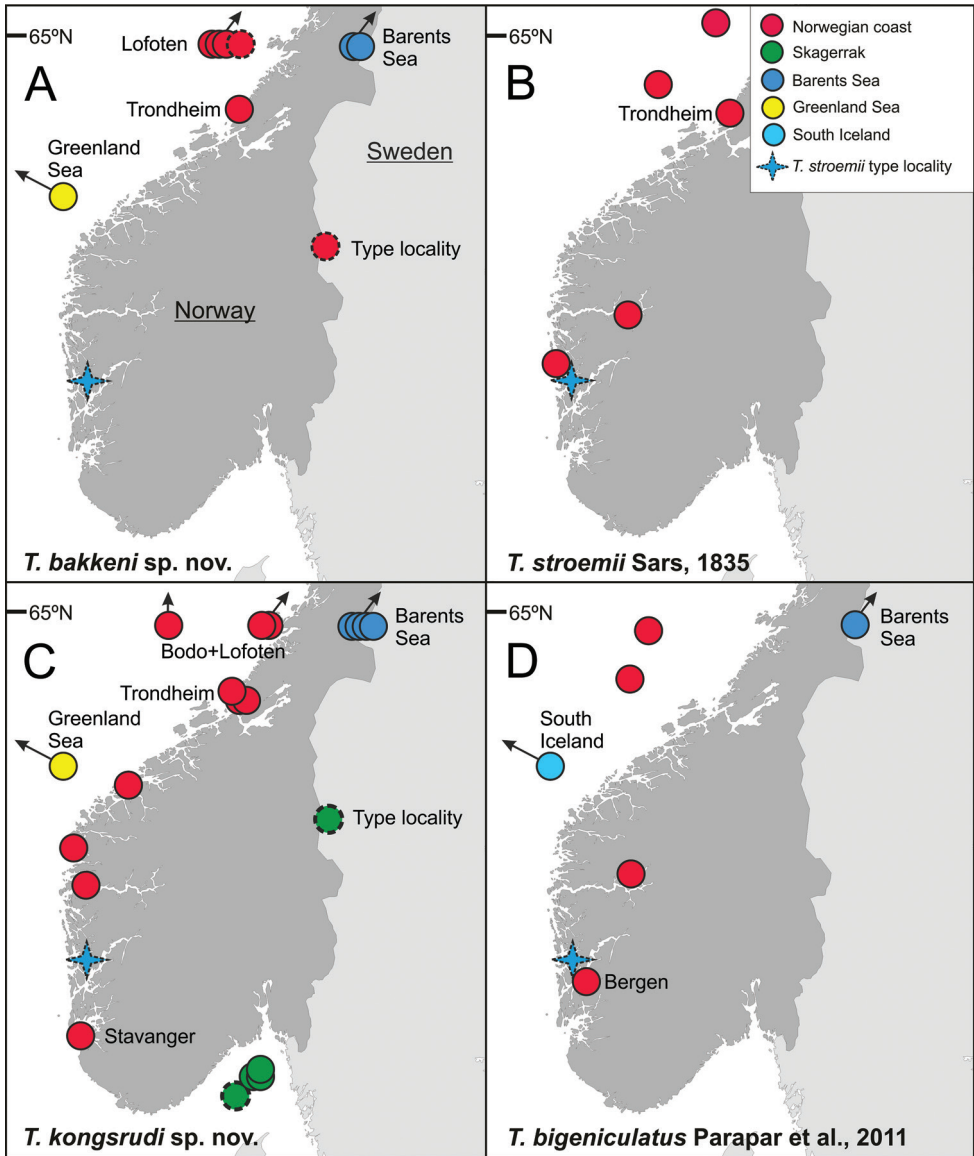 65ºN
A
Lofoten
Barents
Sea
Trondheim
Greenland
Sea
Sweden
Type locality
Norway
T. bakkeni sp. nov.
B
Trondheim
Norwegian coast
Skagerrak
Barents Sea
Greenland Sea
South Iceland
T. stroemii type locality
T. stroemii Sars, 1835
65ºN
C
Bodo+Lofoten
Barents
Sea
Trondheim
Greenland
Sea
Type locality
Stavanger
T. kongsrudi sp. nov.
D
Barents
Sea
South
Iceland
Bergen
T. bigeniculatus Parapar et al., 2011